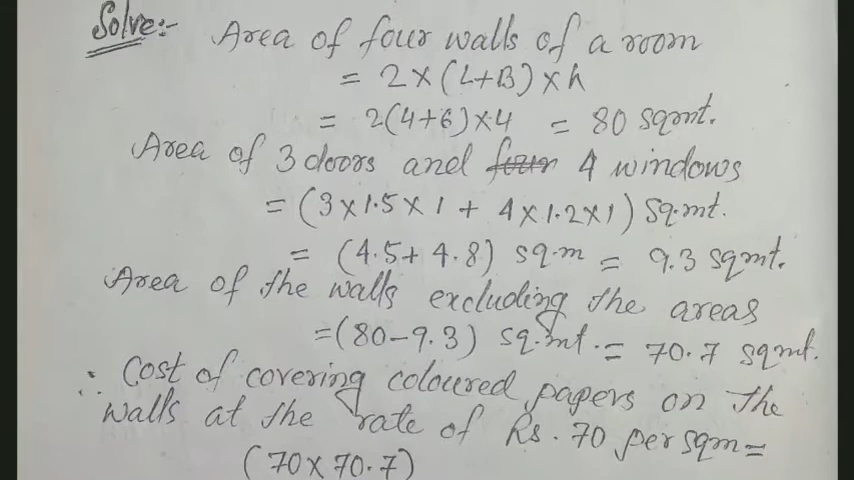 Solve:-
Area of four walls of a room
= 2×(L+B)×h
= 2(4+6)×4 = 80 sqmt.
Area of 3 doors and four 4 windows
= (3×1.5×1 + 4×1.2×1) Sq.mt.
= (4.5+4.8) sq.m = 9.3 sqmt.
Area of the walls excluding the areas
=(80-9.3) sq.mt. = 70.7 sqmt.
∴ Cost of covering coloured papers on the
walls at the rate of Rs. 70 per sqm=
(70×70.7)